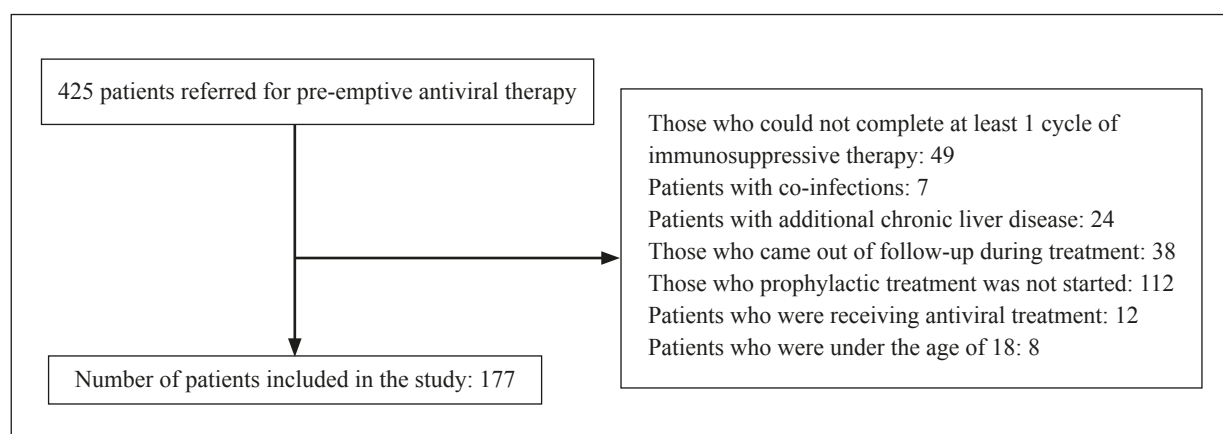 425 patients referred for pre-emptive antiviral therapy
Those who could not complete at least 1 cycle of
immunosuppressive therapy: 49
Patients with co-infections: 7
Patients with additional chronic liver disease: 24
Those who came out of follow-up during treatment: 38
Those who prophylactic treatment was not started: 112
Patients who were receiving antiviral treatment: 12
Patients who were under the age of 18: 8
Number of patients included in the study: 177